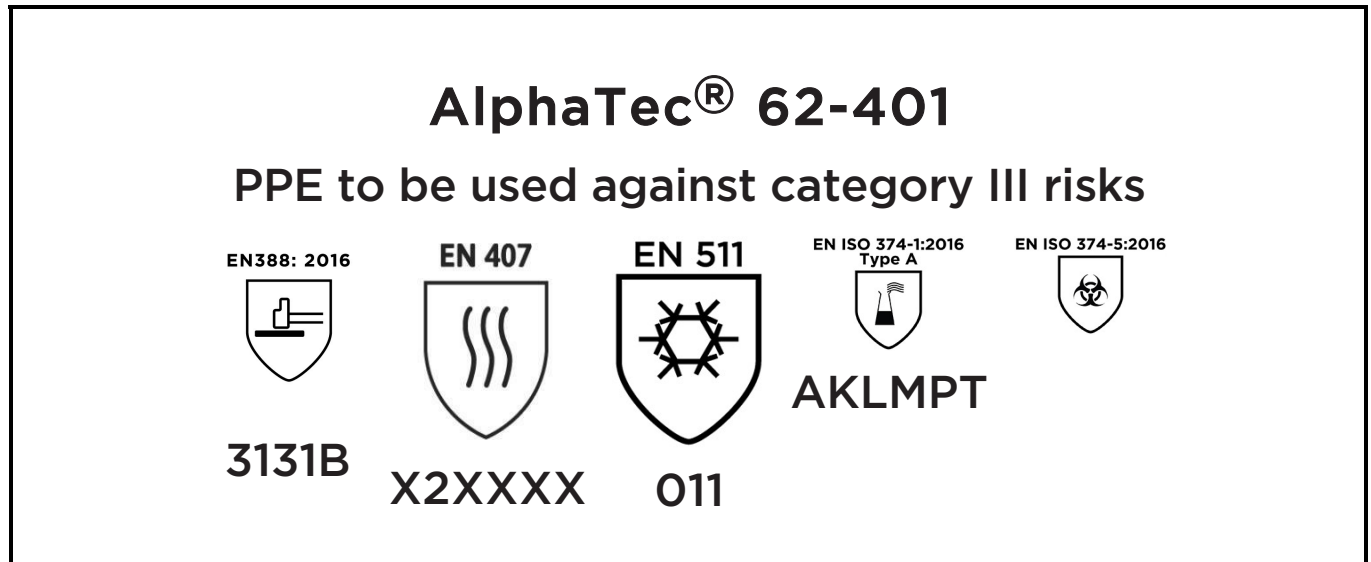 AlphaTec® 62-401
PPE to be used against category III risks
EN388: 2016
3131B
EN 407
X2XXXX
EN 511
011
EN ISO 374-1:2016
Type A
AKLMPT
EN ISO 374-5:2016